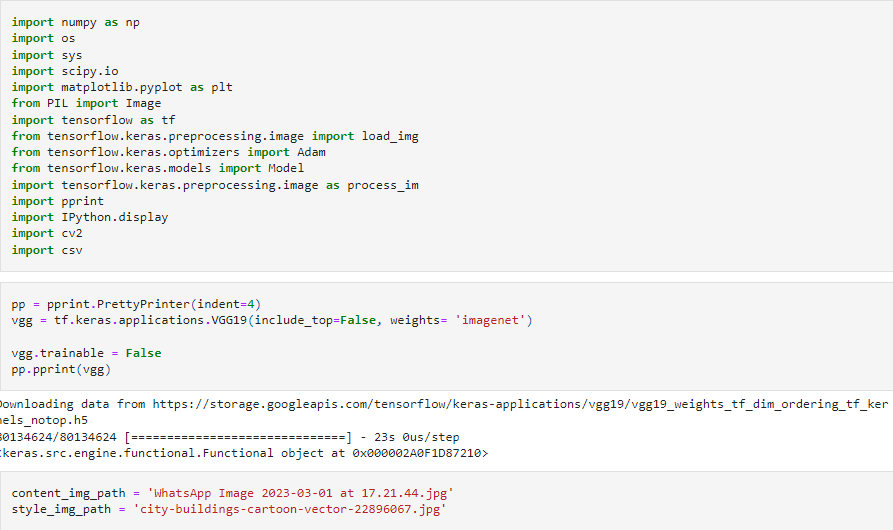 import numpy as np
import os
import sys
import scipy.io
import matplotlib.pyplot as plt
from PIL import Image
import tensorflow as tf
from tensorflow.keras.preprocessing.image import load_img
from tensorflow.keras.optimizers import Adam
from tensorflow.keras.models import Model
import tensorflow.keras.preprocessing.image as process_im
import pprint
import IPython.display
import cv2
import csv
pp = pprint.PrettyPrinter(indent=4)
vgg = tf.keras.applications.VGG19(include_top=False, weights= 'imagenet')
vgg.trainable = False
pp.pprint(vgg)
Downloading data from https://storage.googleapis.com/tensorflow/keras-applications/vgg19/vgg19_weights_tf_dim_ordering_tf_ker
nels_notop.h5
80134624/80134624 [==============================] - 23s 0us/step
<keras.src.engine.functional.Functional object at 0x000002A0F1D87210>
content_img_path = 'WhatsApp Image 2023-03-01 at 17.21.44.jpg'
style_img_path = 'city-buildings-cartoon-vector-22896067.jpg'